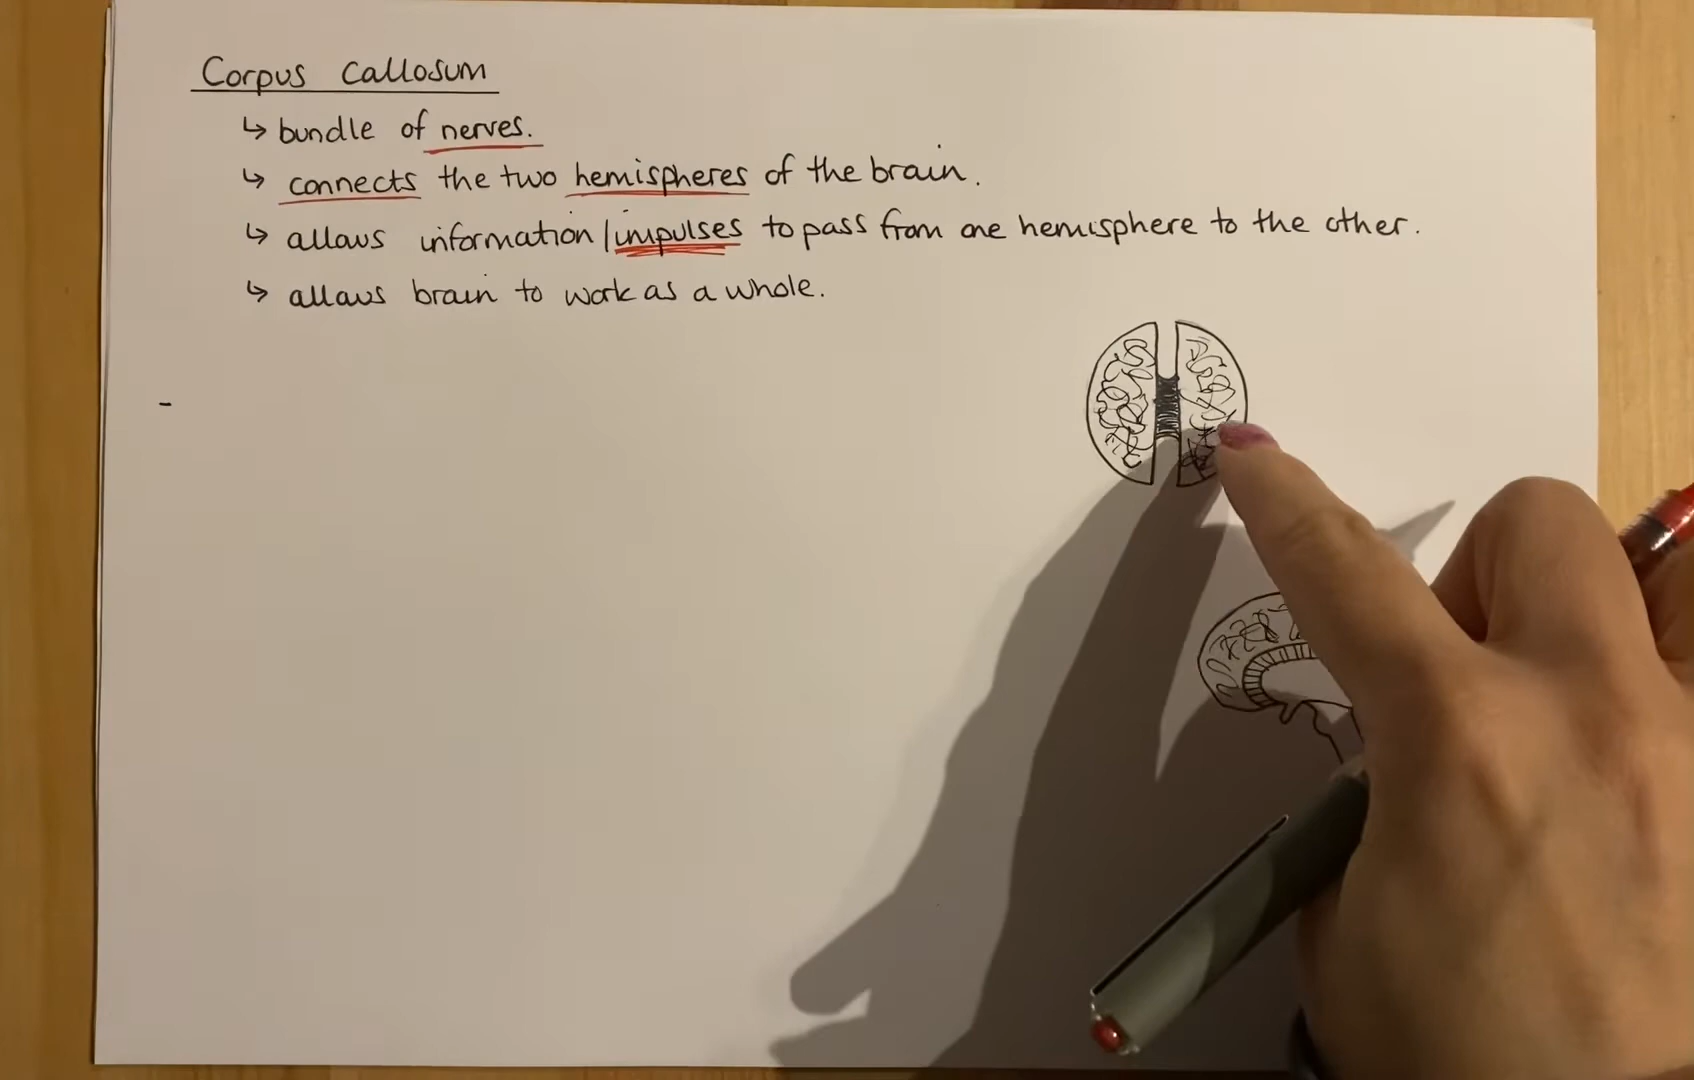 Corpus Callosum
↳ bundle of nerves.
↳ connects the two hemispheres of the brain.
↳ allows information/impulses to pass from one hemisphere to the other.
↳ allows brain to work as a whole.
-